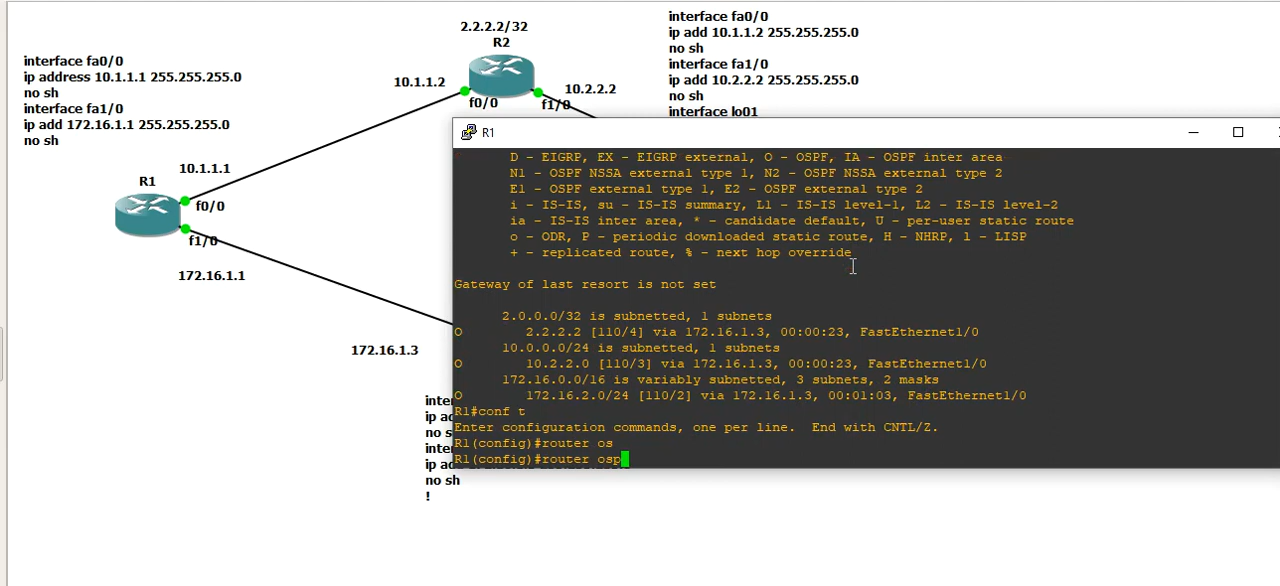 2.2.2.2/32
R2
interface fa0/0
ip address 10.1.1.1 255.255.255.0
no sh
interface fa1/0
ip add 172.16.1.1 255.255.255.0
no sh
interface fa0/0
ip add 10.1.1.2 255.255.255.0
no sh
interface fa1/0
ip add 10.2.2.2 255.255.255.0
no sh
interface lo01
10.1.1.2
10.2.2.2
f0/0
f1/0
10.1.1.1
R1
f0/0
f1/0
172.16.1.1
172.16.1.3
inte
ip a
no s
inte
ip a
no sh
!
R1
D - EIGRP, EX - EIGRP external, O - OSPF, IA - OSPF inter area
N1 - OSPF NSSA external type 1, N2 - OSPF NSSA external type 2
E1 - OSPF external type 1, E2 - OSPF external type 2
i - IS-IS, su - IS-IS summary, L1 - IS-IS level-1, L2 - IS-IS level-2
ia - IS-IS inter area, * - candidate default, U - per-user static route
o - ODR, P - periodic downloaded static route, H - NHRP, l - LISP
+ - replicated route, % - next hop override
Gateway of last resort is not set
2.0.0.0/32 is subnetted, 1 subnets
O 2.2.2.2 [110/4] via 172.16.1.3, 00:00:23, FastEthernet1/0
10.0.0.0/24 is subnetted, 1 subnets
O 10.2.2.0 [110/3] via 172.16.1.3, 00:00:23, FastEthernet1/0
172.16.0.0/16 is variably subnetted, 3 subnets, 2 masks
O 172.16.2.0/24 [110/2] via 172.16.1.3, 00:01:03, FastEthernet1/0
R1#conf t
Enter configuration commands, one per line. End with CNTL/Z.
R1(config)#router os
R1(config)#router osp